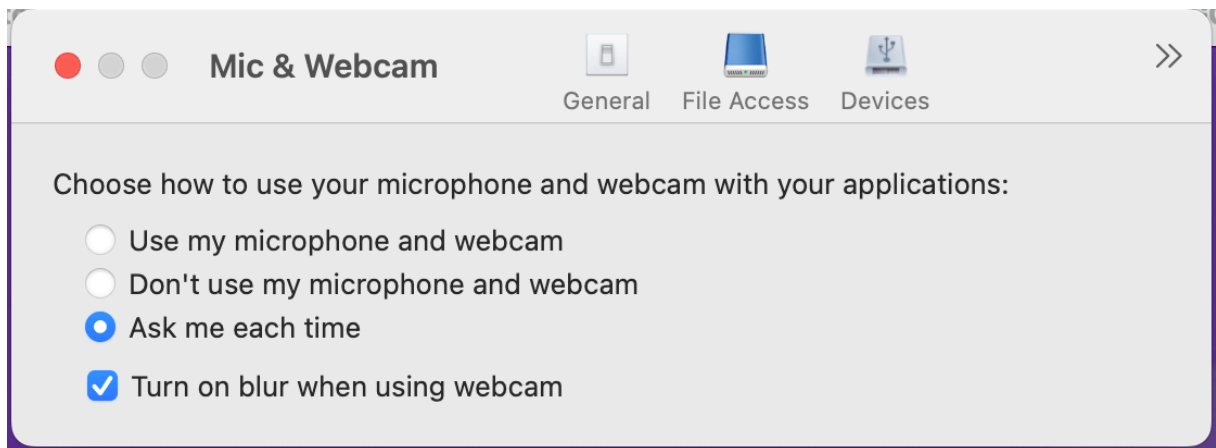 Mic & Webcam
General File Access Devices
Choose how to use your microphone and webcam with your applications:
Use my microphone and webcam
Don't use my microphone and webcam
Ask me each time
Turn on blur when using webcam